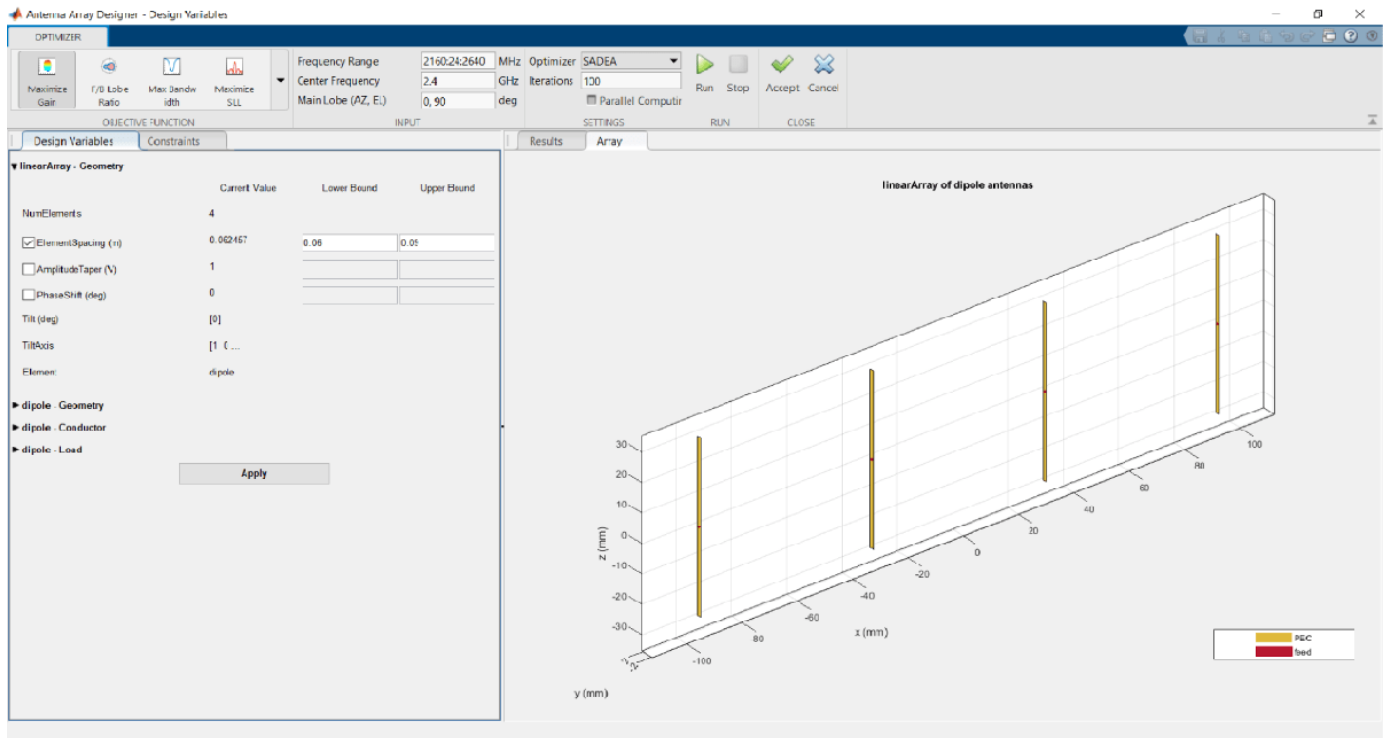 Antenna Array Designer - Design Variables
OPTIMIZER
Maximize Gain
F/B Lobe Ratio
Max Bandwidth
Maximize SLL
OBJECTIVE FUNCTION
Frequency Range 2160:24:2640 MHz
Center Frequency 2.4 GHz
Main Lobe (AZ, EL) 0, 90 deg
INPUT
Optimizer SADEA
Iterations 100
Parallel Computin
SETTINGS
Run Stop
RUN
Accept Cancel
CLOSE
Design Variables Constraints
linearArray - Geometry
Current Value Lower Bound Upper Bound
NumElements 4
ElementSpacing (m) 0.062457 0.06
AmplitudeTaper (V) 1
PhaseShift (deg) 0
Tilt (deg) [0]
TiltAxis [1 0 ...
Element dipole
dipole - Geometry
dipole - Conductor
dipole - Load
Apply
Results Array
linearArray of dipole antennas
30
20
10
0
-10
-20
-30
z (mm)
100
80
60
40
20
0
-20
-40
-60
80
-100
x (mm)
y (mm)
PEC
feed